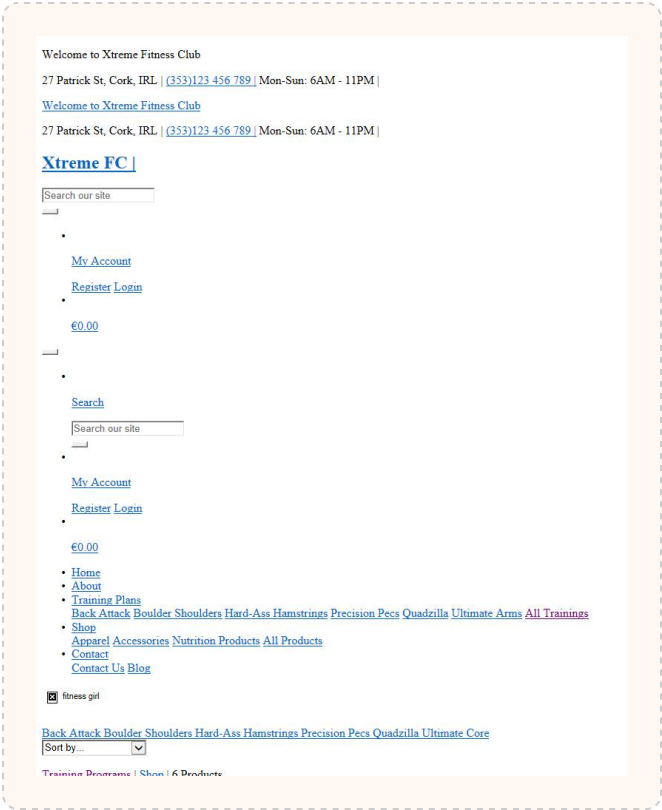 Welcome to Xtreme Fitness Club
27 Patrick St, Cork, IRL | (353)123 456 789 | Mon-Sun: 6AM - 11PM |
Welcome to Xtreme Fitness Club
27 Patrick St, Cork, IRL | (353)123 456 789 | Mon-Sun: 6AM - 11PM |
Xtreme FC |
Search our site
My Account
Register Login
€0.00
Search
Search our site
My Account
Register Login
€0.00
Home
About
Training Plans
Back Attack Boulder Shoulders Hard-Ass Hamstrings Precision Pecs Quadzilla Ultimate Arms All Trainings
Shop
Apparel Accessories Nutrition Products All Products
Contact
Contact Us Blog
fitness girl
Back Attack Boulder Shoulders Hard-Ass Hamstrings Precision Pecs Quadzilla Ultimate Core
Sort by...
Training Programs | Shop | 6 Products